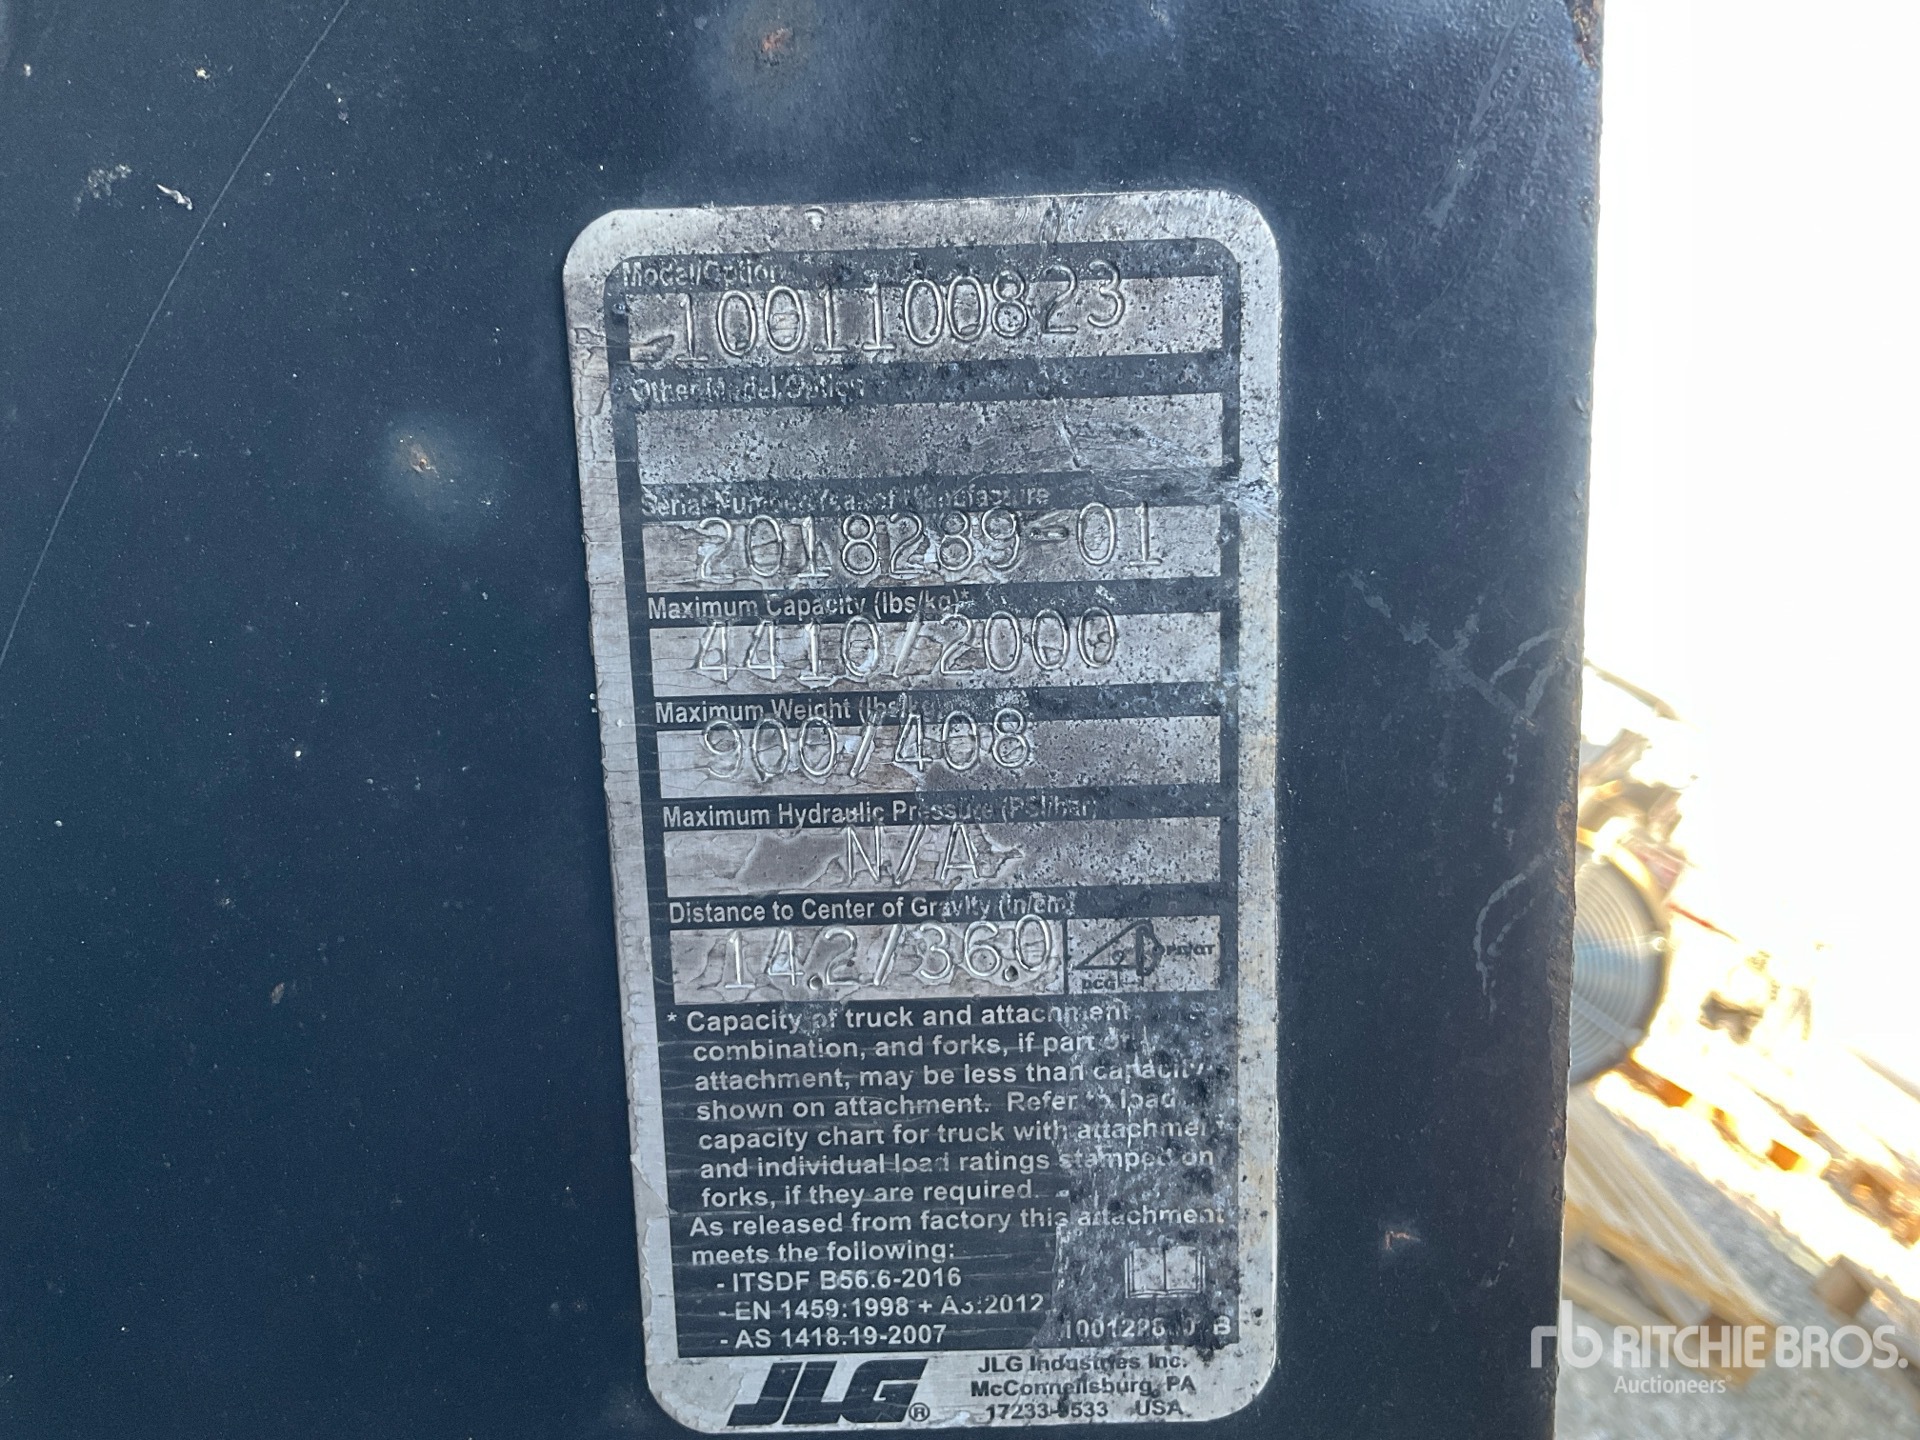 Model/Option
1001100823
Other Model/Option
Serial Number/Year of Manufacture
2018289-01
Maximum Capacity (lbs/kg)*
4410/2000
Maximum Weight (lbs/kg)
900/408
Maximum Hydraulic Pressure (PSI/bar)
N/A
Distance to Center of Gravity (in/cm)
14.2/36.0
DCG
* Capacity of truck and attachment
combination, and forks, if part of
attachment, may be less than capacity
shown on attachment. Refer to load
capacity chart for truck with attachment
and individual load ratings stamped on
forks, if they are required.
As released from factory this attachment
meets the following:
- ITSDF B56.6-2016
- EN 1459:1998 + A3:2012
- AS 1418.19-2007
B
JLG®
JLG Industries Inc.
McConnellsburg, PA
17233-9533 USA
rb RITCHIE BROS.
Auctioneers